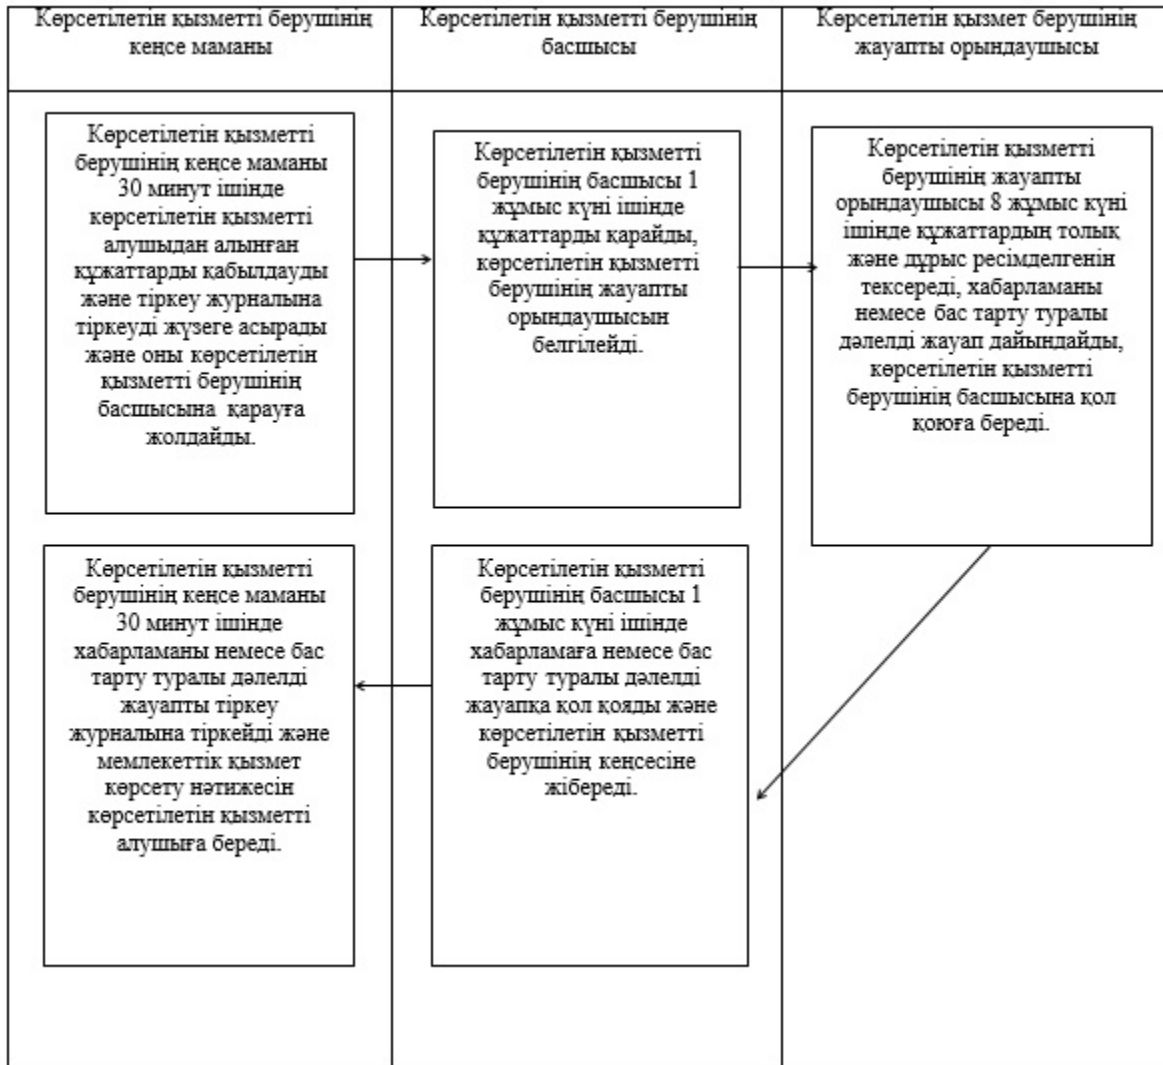 Көрсетілетін қызметті берушінің
кеңсе маманы
Көрсетілетін қызметті берушінің
басшысы
Көрсетілетін қызмет берушінің
жауапты орындаушысы
Көрсетілетін қызметті
берушінің кеңсе маманы
30 минут ішінде
көрсетілетін қызметті
алушыдан алынған
құжаттарды қабылдауды
және тіркеу журналына
тіркеуді жүзеге асырады
және оны көрсетілетін
қызметті берушінің
басшысына қарауға
жолдайды.
Көрсетілетін қызметті
берушінің басшысы 1
жұмыс күні ішінде
құжаттарды қарайды,
көрсетілетін қызметті
берушінің жауапты
орындаушысын
белгілейді.
Көрсетілетін қызметті
берушінің жауапты
орындаушысы 8 жұмыс күні
ішінде құжаттардың толық
және дұрыс ресімделгенін
тексереді, хабарламаны
немесе бас тарту туралы
дәлелді жауап дайындайды,
көрсетілетін қызметті
берушінің басшысына қол
қоюға береді.
Көрсетілетін қызметті
берушінің кеңсе маманы
30 минут ішінде
хабарламаны немесе бас
тарту туралы дәлелді
жауапты тіркеу
журналына тіркейді және
мемлекеттік қызмет
көрсету нәтижесін
көрсетілетін қызметті
алушыға береді.
Көрсетілетін қызметті
берушінің басшысы 1
жұмыс күні ішінде
хабарламаға немесе бас
тарту туралы дәлелді
жауапқа қол қояды және
көрсетілетін қызметті
берушінің кеңсесіне
жібереді.